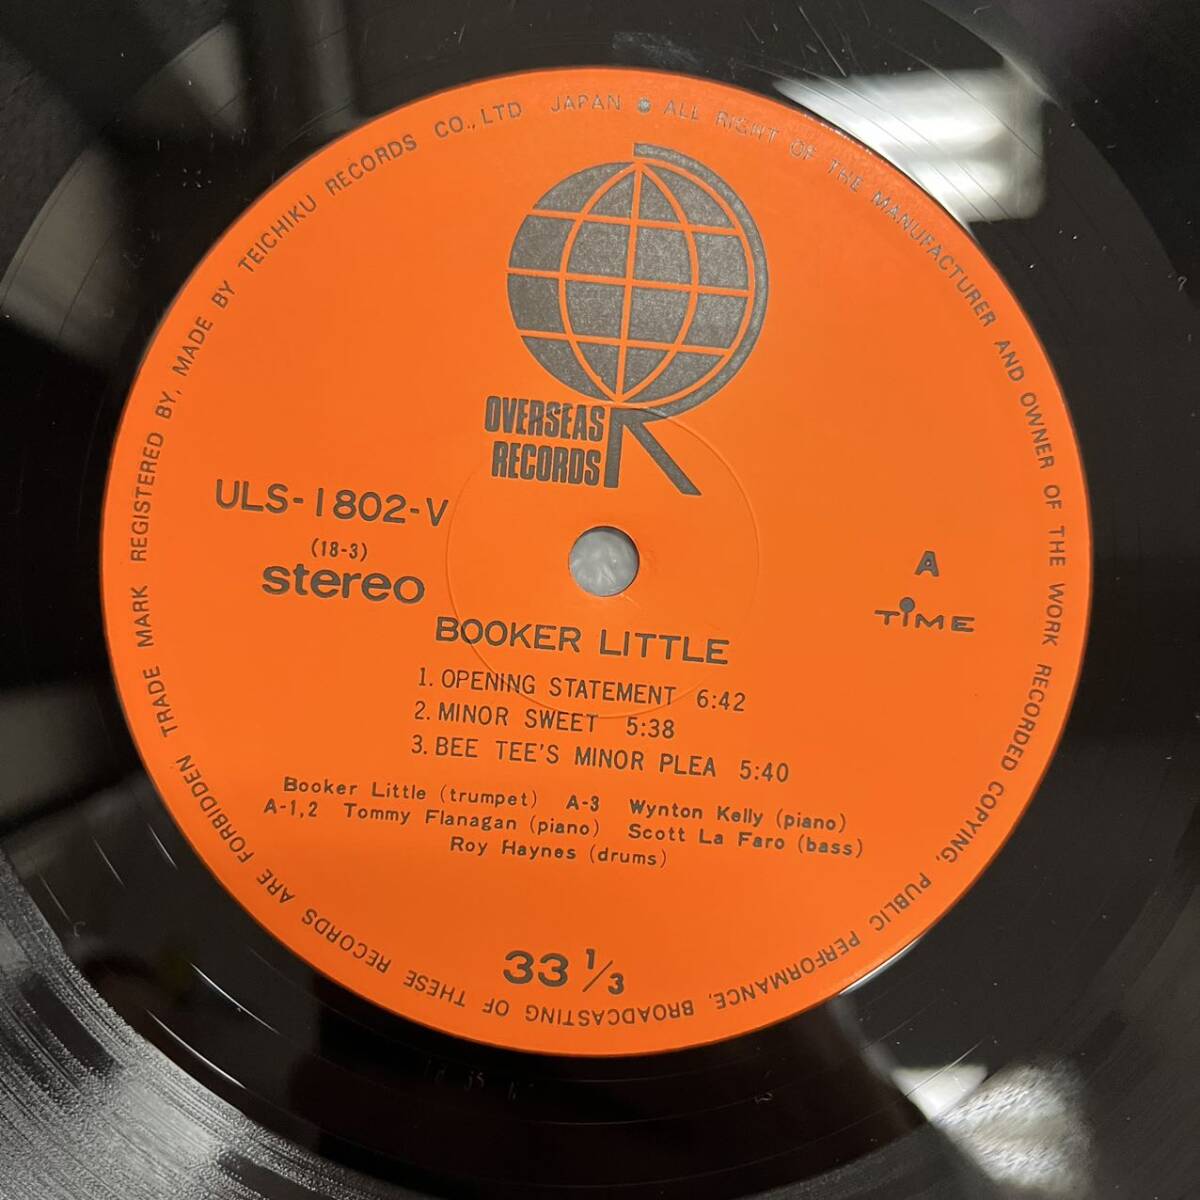 TRADE MARK REGISTERED BY, MADE BY TEICHIKU RECORDS CO., LTD JAPAN ● ALL RIGHT OF THE MANUFACTURER AND OWNER OF THE WORK RECORDED COPYING, PUBLIC PERFORMANCE, BROADCASTING OF THESE RECORDS ARE FORBIDDEN
OVERSEAS
RECORDS
R
ULS-1802-V
(18-3)
stereo
A
TIME
BOOKER LITTLE
1. OPENING STATEMENT 6:42
2. MINOR SWEET 5:38
3. BEE TEE'S MINOR PLEA 5:40
Booker Little (trumpet) A-3 Wynton Kelly (piano)
A-1,2 Tommy Flanagan (piano) Scott La Faro (bass)
Roy Haynes (drums)
33 1/3